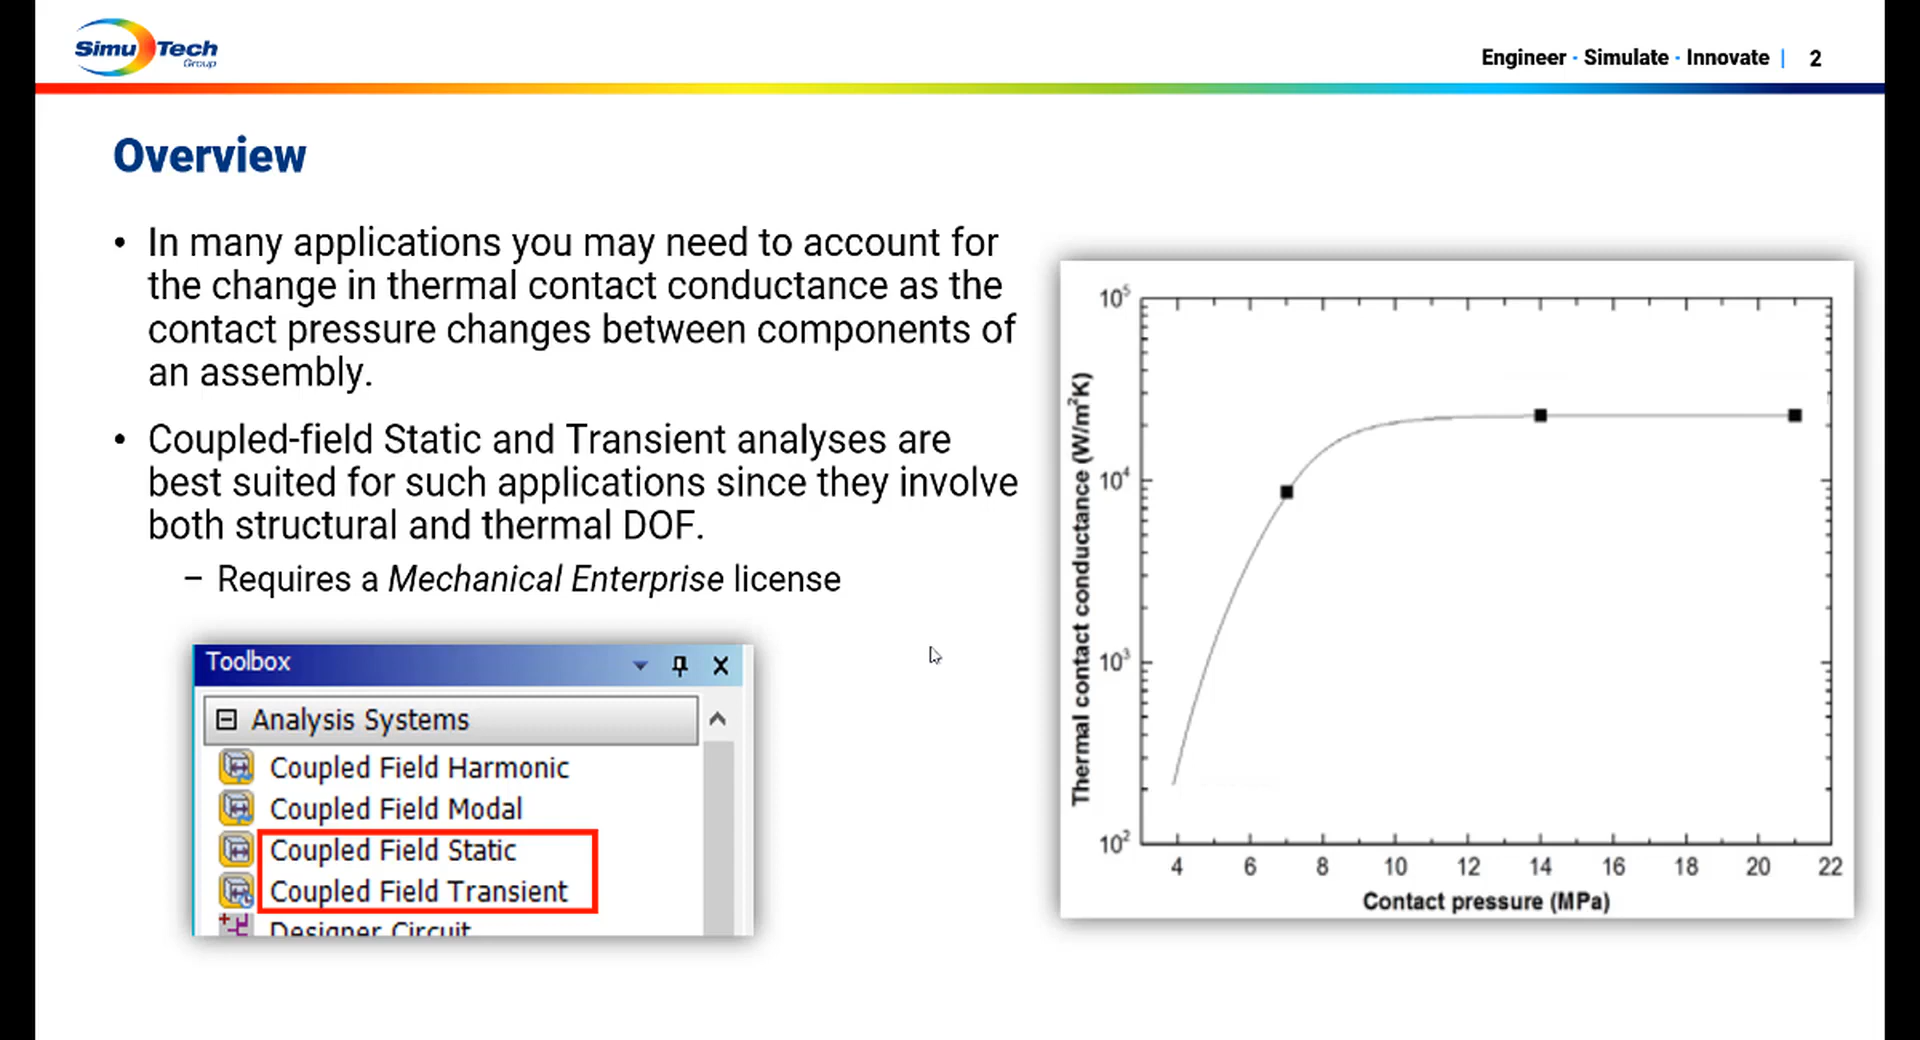 Simu Tech
Group
Engineer · Simulate · Innovate | 2
Overview
• In many applications you may need to account for
the change in thermal contact conductance as the
contact pressure changes between components of
an assembly.
• Coupled-field Static and Transient analyses are
best suited for such applications since they involve
both structural and thermal DOF.
– Requires a Mechanical Enterprise license
Toolbox
Analysis Systems
Coupled Field Harmonic
Coupled Field Modal
Coupled Field Static
Coupled Field Transient
Designer Circuit
Thermal contact conductance (W/m²K)
10⁵
10⁴
10³
10²
4 6 8 10 12 14 16 18 20 22
Contact pressure (MPa)